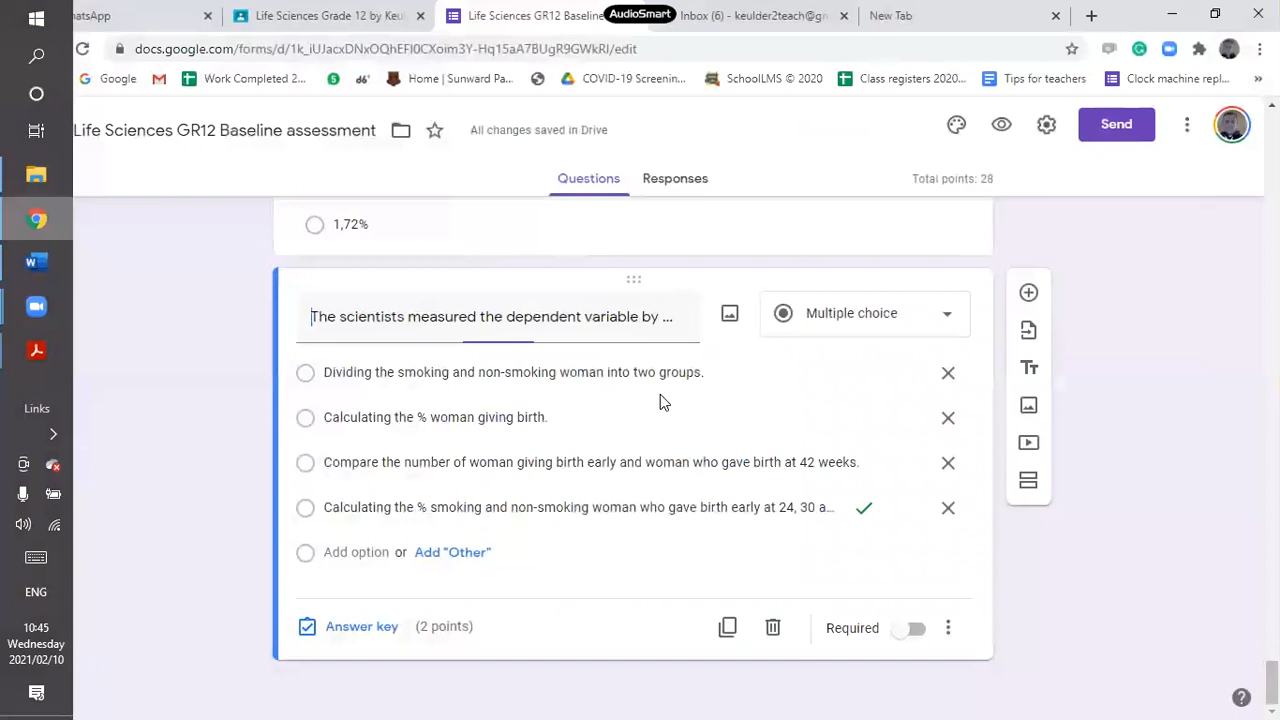 hatsApp
Life Sciences Gra
Life Sciences GR12 Baseline
AudioSmart
Inbox (6) - keulder2teach@g
New Tab
docs.google.com/forms/d/1k_iUJacxDNxOQhEFI0CXoim3Y-Hq15aA7BUgR9GWkRI/edit
Google
Work Completed 2...
Home | Sunward Pa...
COVID-19 Screenin...
SchoolLMS © 2020
Class registers 2020...
Tips for teachers
Clock machine repl...
Life Sciences GR12 Baseline assessment
All changes saved in Drive
Send
Questions
Responses
Total points: 28
1,72%
The scientists measured the dependent variable by ...
Multiple choice
Dividing the smoking and non-smoking woman into two groups.
Calculating the % woman giving birth.
Compare the number of woman giving birth early and woman who gave birth at 42 weeks.
Calculating the % smoking and non-smoking woman who gave birth early at 24, 30 a...
Add option or Add "Other"
Answer key (2 points)
Required
Links
ENG
10:45
Wednesday
2021/02/10